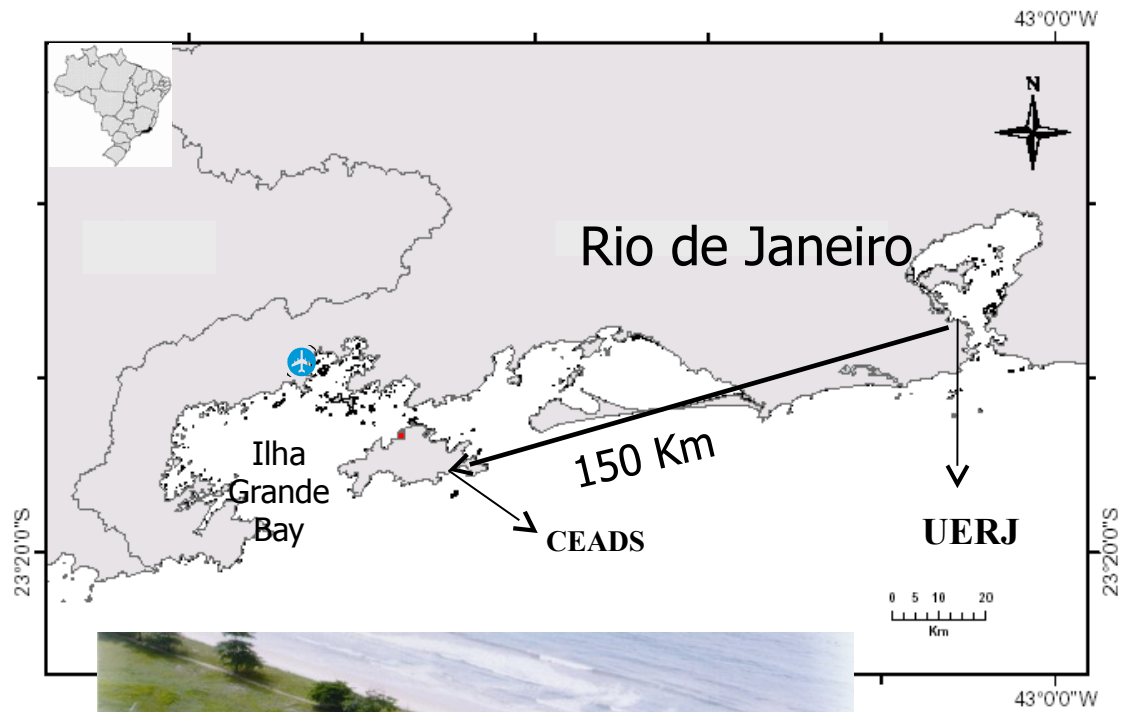 43°0'0"W
N
Rio de Janeiro
150 Km
Ilha
Grande
Bay
CEADS
UERJ
23°20'0"S
23°20'0"S
0 5 10 20
Km
43°0'0"W